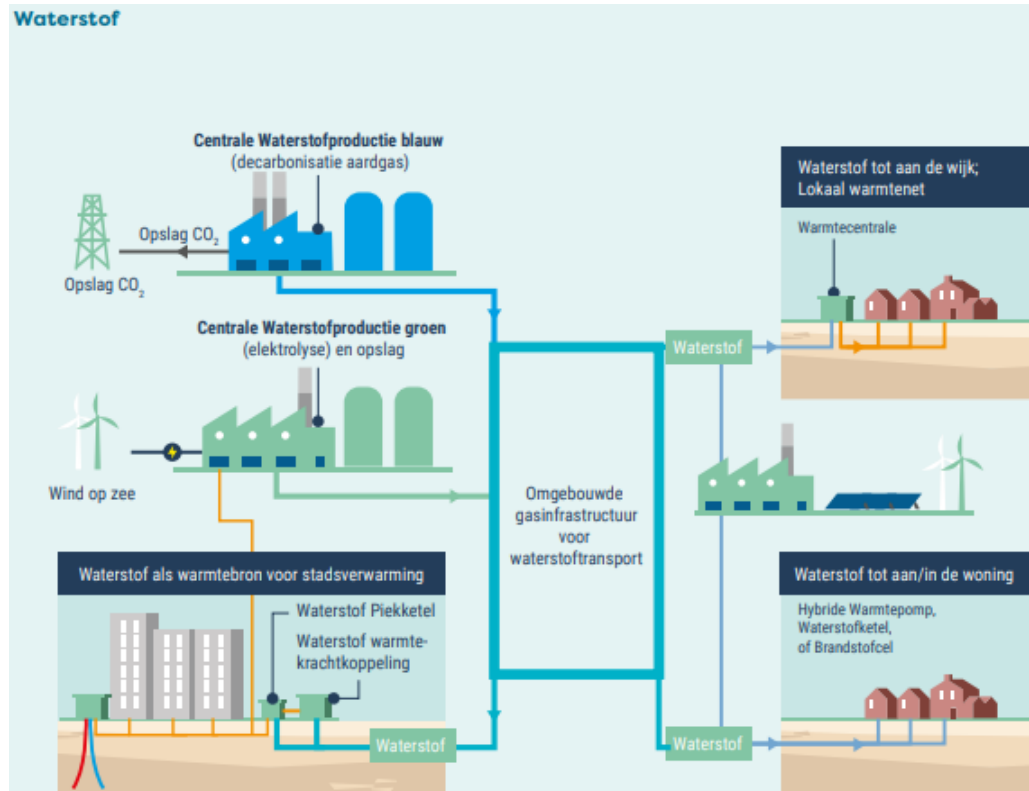 Waterstof
Centrale Waterstofproductie blauw
(decarbonisatie aardgas)
Opslag CO₂
Opslag CO₂
Centrale Waterstofproductie groen
(elektrolyse) en opslag
Wind op zee
Waterstof als warmtebron voor stadsverwarming
Waterstof Piekketel
Waterstof warmte-
krachtkoppeling
Waterstof
Omgebouwde
gasinfrastructuur
voor
waterstoftransport
Waterstof tot aan de wijk;
Lokaal warmtenet
Warmtecentrale
Waterstof
Waterstof tot aan/in de woning
Hybride Warmtepomp,
Waterstofketel,
of Brandstofcel
Waterstof